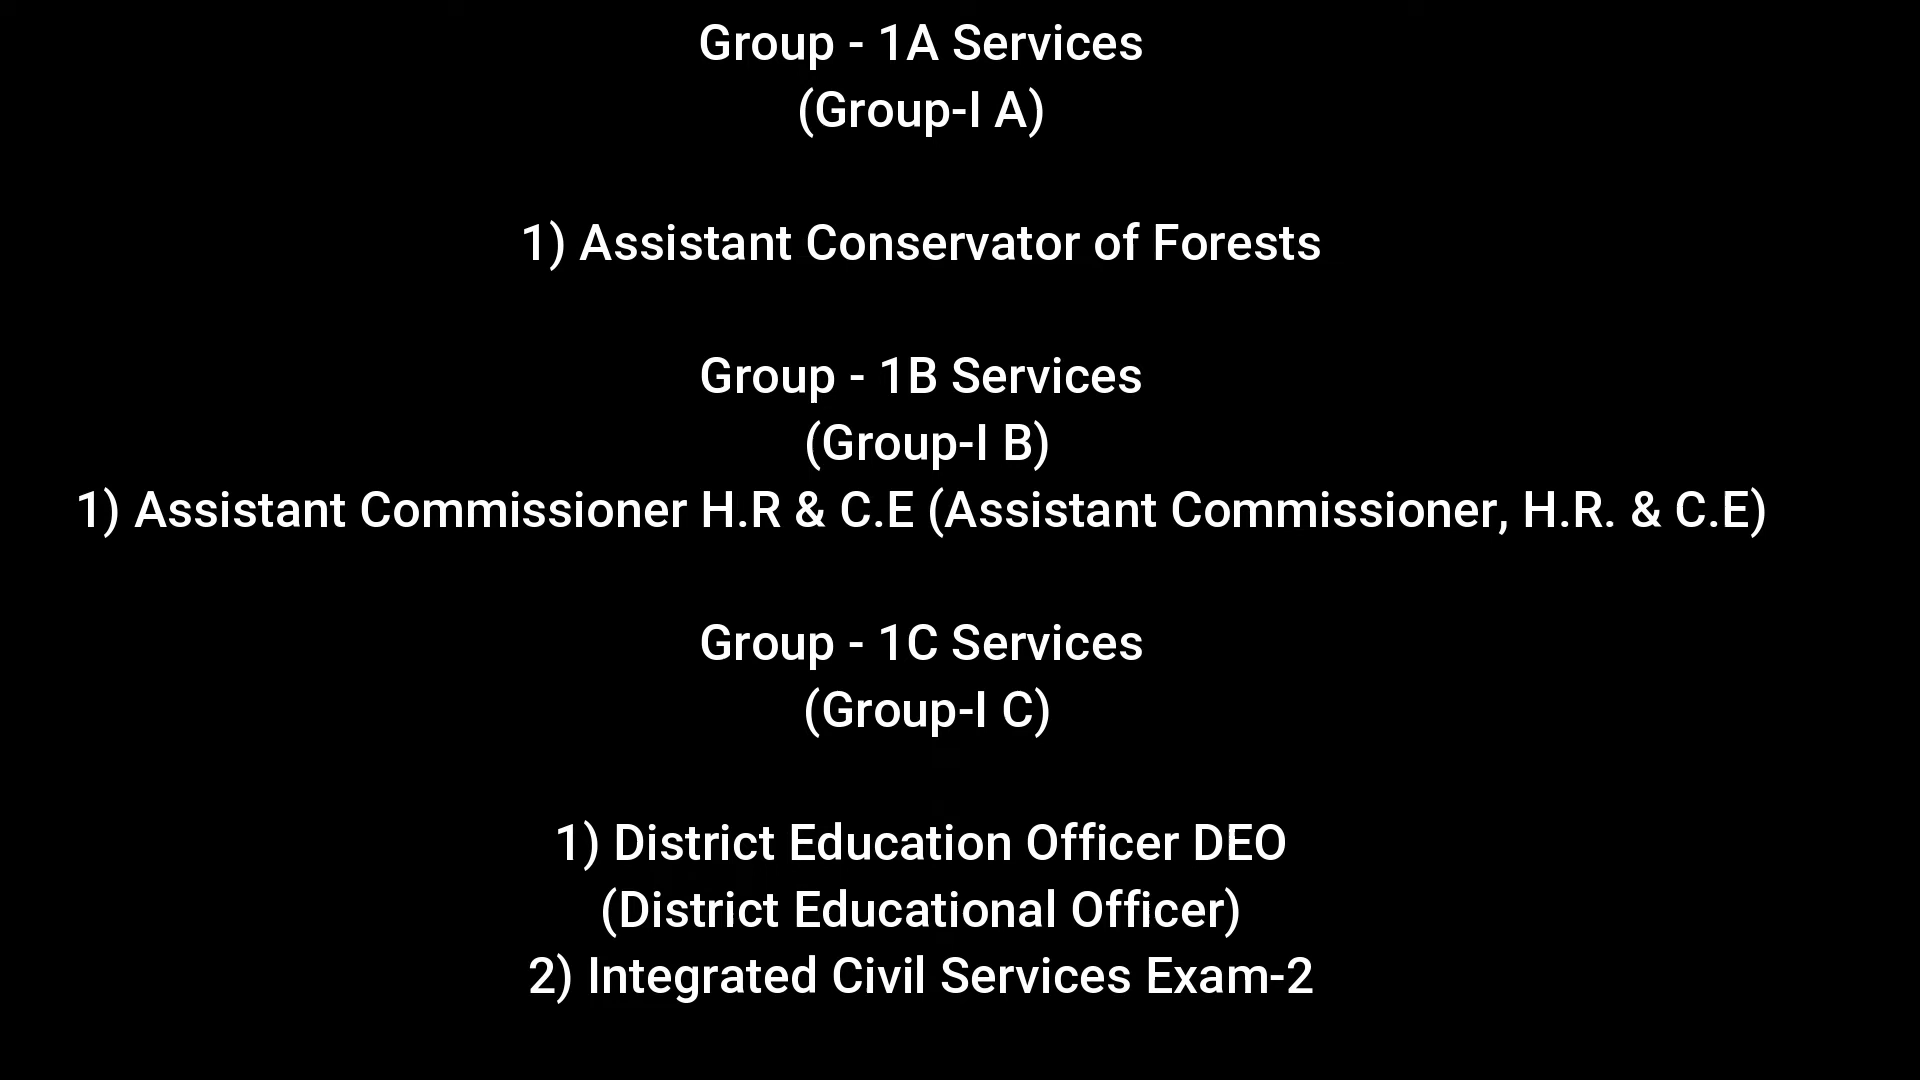 Group - 1A Services
(Group-I A)
1) Assistant Conservator of Forests
Group - 1B Services
(Group-I B)
1) Assistant Commissioner H.R & C.E (Assistant Commissioner, H.R. & C.E)
Group - 1C Services
(Group-I C)
1) District Education Officer DEO
(District Educational Officer)
2) Integrated Civil Services Exam-2